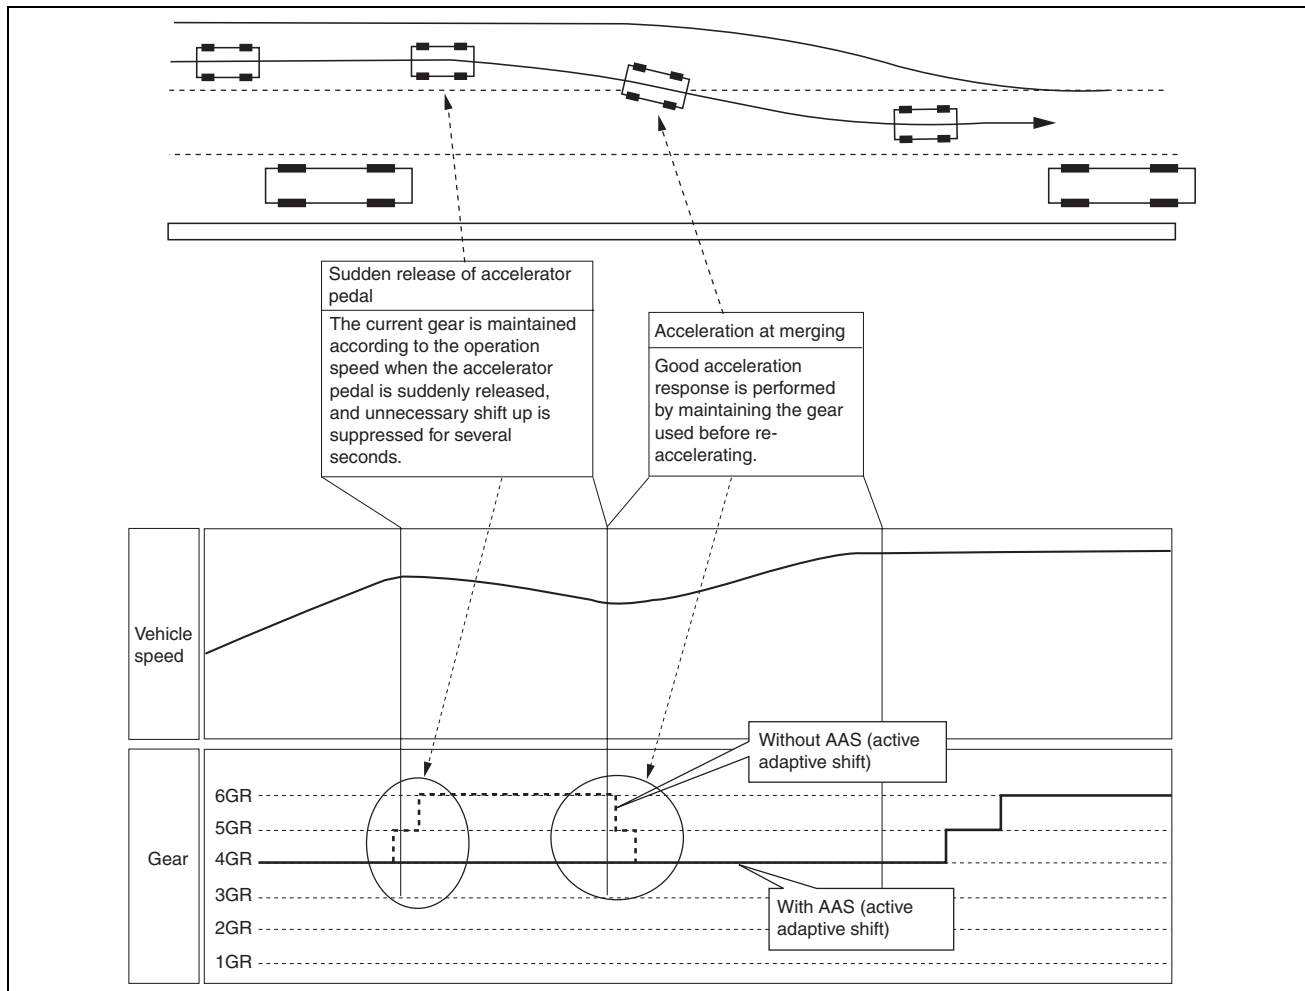 Sudden release of accelerator
pedal
The current gear is maintained
according to the operation
speed when the accelerator
pedal is suddenly released,
and unnecessary shift up is
suppressed for several
seconds.
Acceleration at merging
Good acceleration
response is performed
by maintaining the gear
used before re-
accelerating.
Vehicle
speed
Without AAS (active
adaptive shift)
Gear
6GR
5GR
4GR
3GR
2GR
1GR
With AAS (active
adaptive shift)